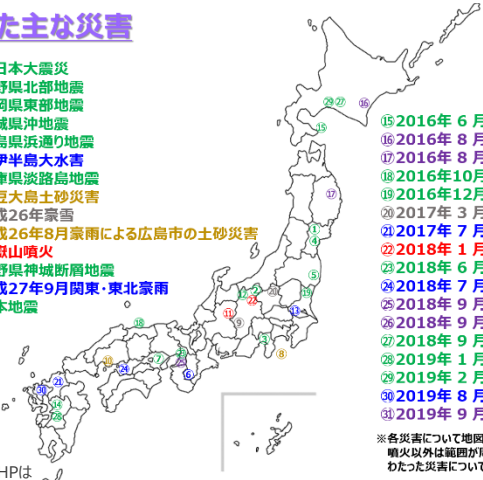 た主な災害
日本大震災
野県北部地震
岡県東部地震
城県沖地震
島県浜通り地震
伊半島大水害
庫県淡路島地震
豆大島土砂災害
成26年豪雪
成26年8月豪雨による広島市の土砂災害
嶽山噴火
野県神城断層地震
成27年9月関東・東北豪雨
本地震
⑮2016年 6 月
⑯2016年 8 月
⑰2016年 8 月
⑱2016年10月
⑲2016年12月
⑳2017年 3 月
㉑2017年 7 月
㉒2018年 1 月
㉓2018年 6 月
㉔2018年 7 月
㉕2018年 9 月
㉖2018年 9 月
㉗2018年 9 月
㉘2019年 1 月
㉙2019年 2 月
㉚2019年 8 月
㉛2019年 9 月
※各災害について地図
噴火以外は範囲が
わたった災害について
HPは